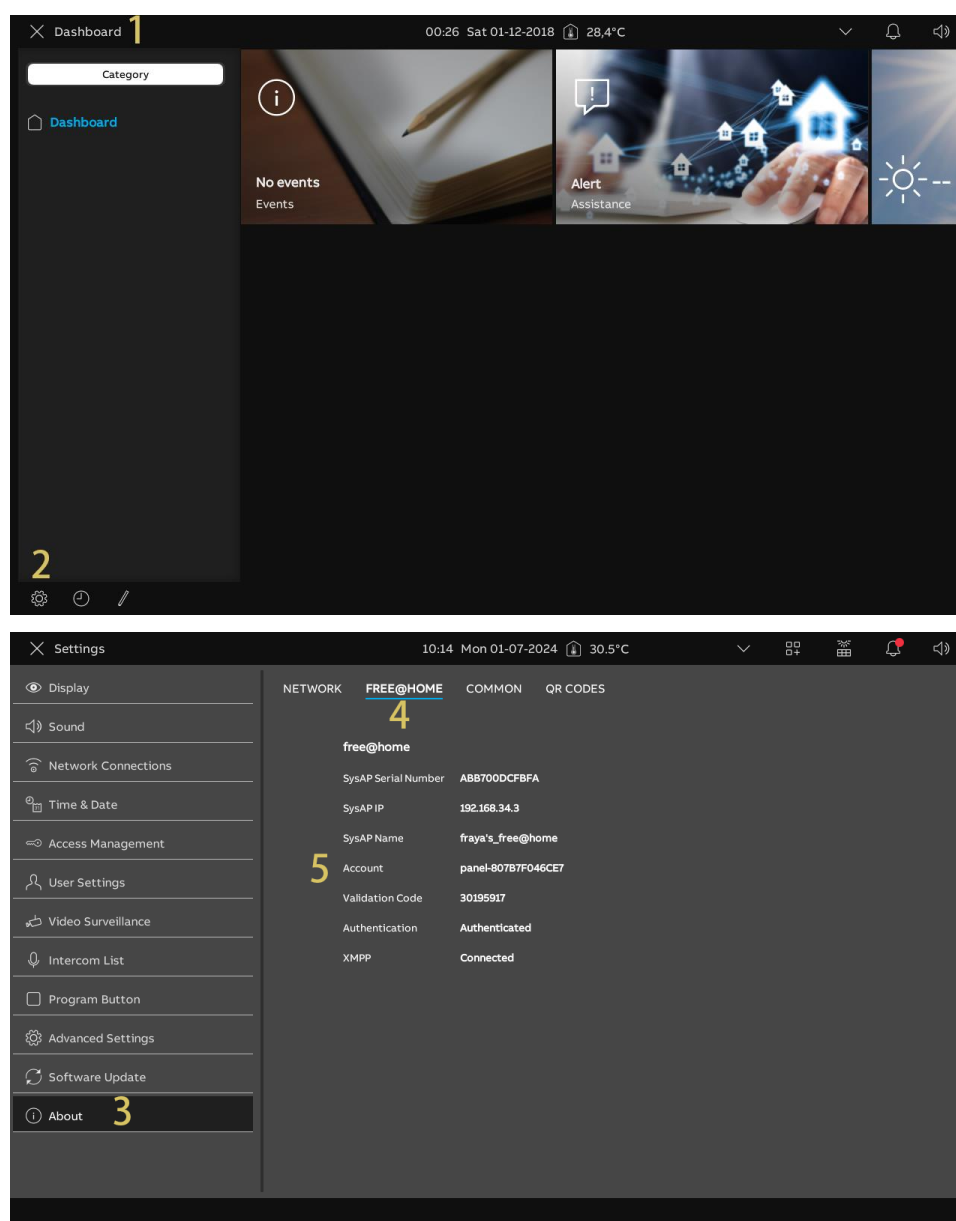 Dashboard 1 00:26 Sat 01-12-2018 28,4°C
Category
Dashboard
No events
Events
Alert
Assistance
--
2
Settings 10:14 Mon 01-07-2024 30.5°C
Display
Sound
Network Connections
Time & Date
Access Management
User Settings
Video Surveillance
Intercom List
Program Button
Advanced Settings
Software Update
About 3
NETWORK FREE@HOME COMMON QR CODES
4
free@home
SysAP Serial Number ABB700DCFBFA
SysAP IP 192.168.34.3
SysAP Name fraya's_free@home
5 Account panel-807B7F046CE7
Validation Code 30195917
Authentication Authenticated
XMPP Connected